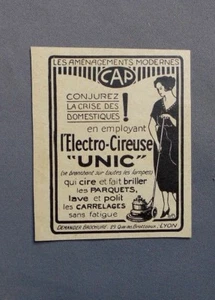 LES AMÉNAGEMENTS MODERNES
CAP
CONJUREZ
LA CRISE DES
DOMESTIQUES !
en employant
l'Electro-Cireuse
"UNIC"
(se branchant sur toutes les lampes)
qui cire et fait briller
les PARQUETS,
lave et polit
les CARRELAGES
sans fatigue
DEMANDER BROCHURE. 29 Quai des Brotteaux. LYON